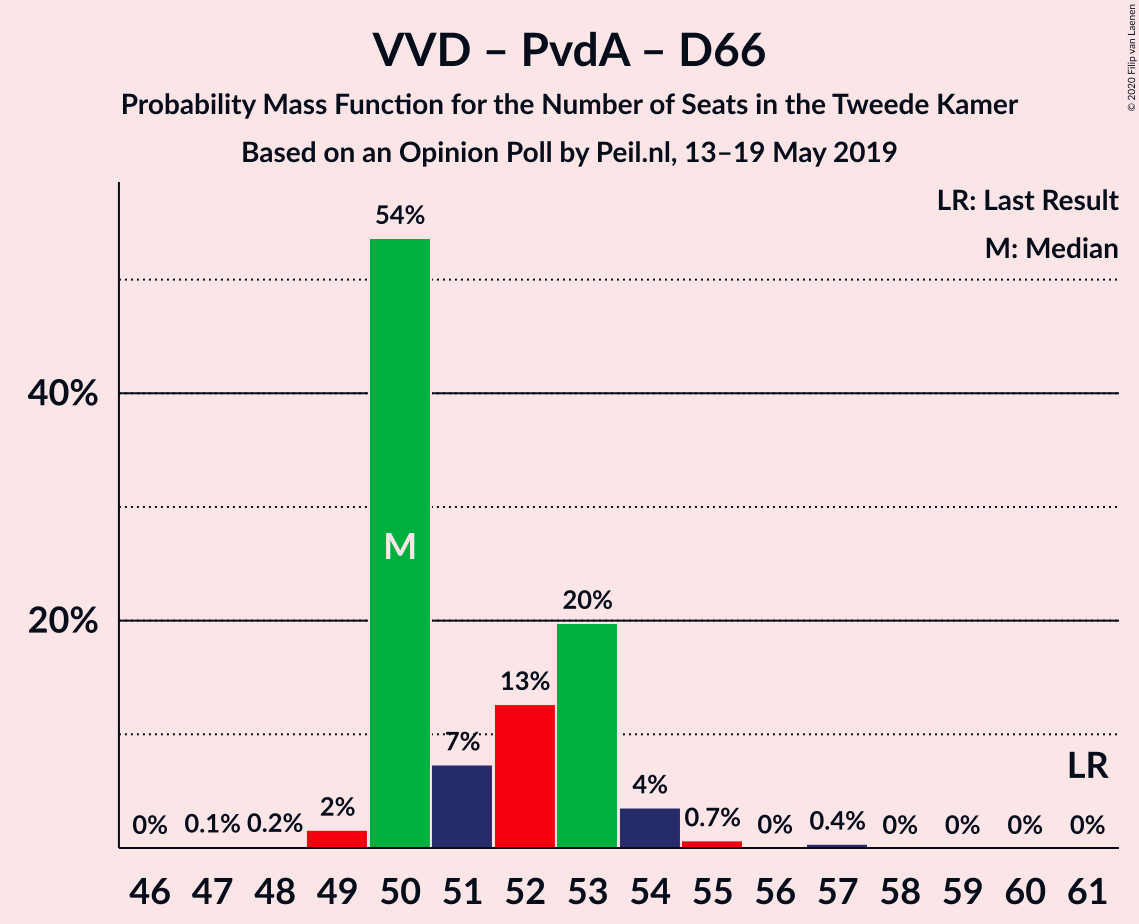 VVD – PvdA – D66
Probability Mass Function for the Number of Seats in the Tweede Kamer
Based on an Opinion Poll by Peil.nl, 13–19 May 2019
© 2020 Filip van Laenen
LR: Last Result
M: Median
40%
20%
0% 0.1% 0.2% 2% 54% 7% 13% 20% 4% 0.7% 0% 0.4% 0% 0% 0% 0%
M
LR
46 47 48 49 50 51 52 53 54 55 56 57 58 59 60 61